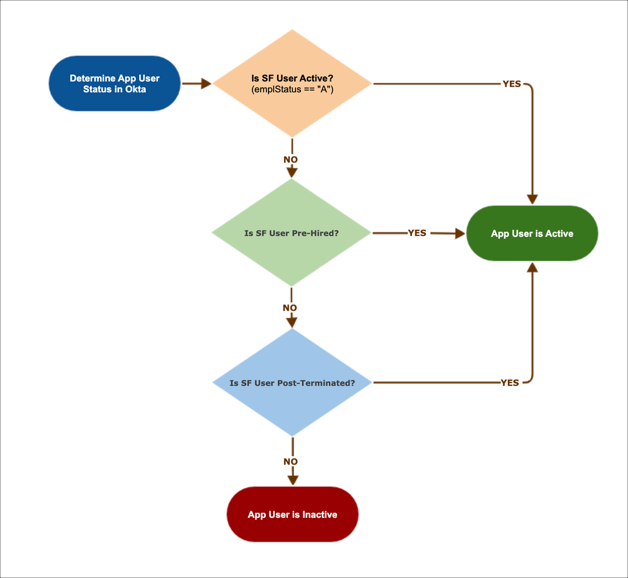 Determine App User
Status in Okta
Is SF User Active?
(emplStatus == "A")
YES
NO
Is SF User Pre-Hired?
YES
App User is Active
NO
Is SF User Post-Terminated?
YES
NO
App User is Inactive